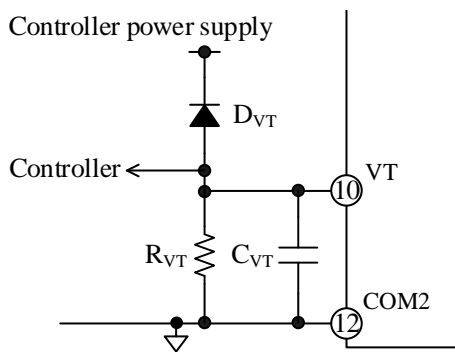 Controller power supply
DVT
Controller
VT
10
RVT
CVT
COM2
12